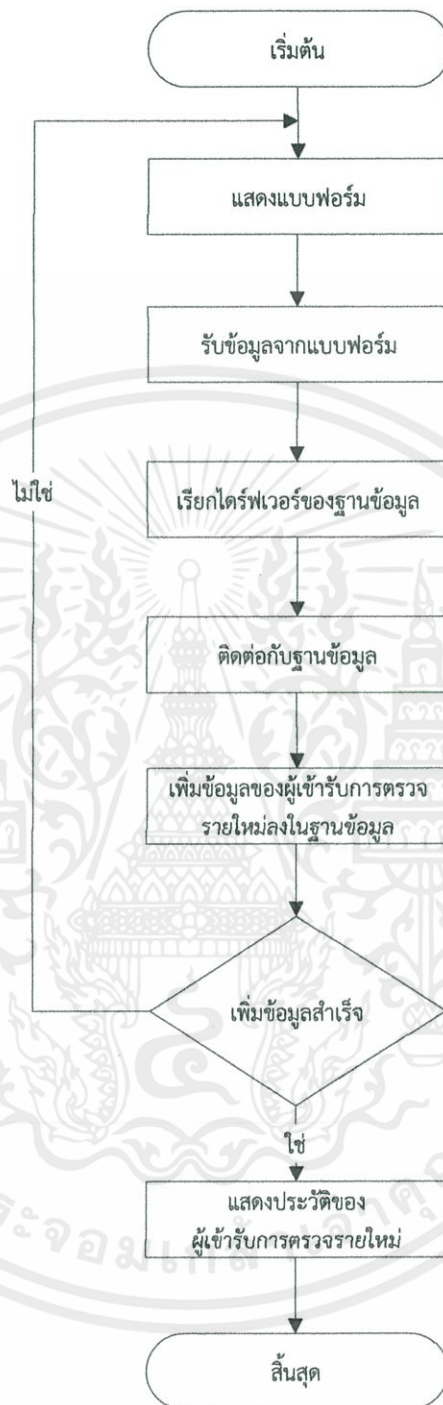 เริ่มต้น
แสดงแบบฟอร์ม
รับข้อมูลจากแบบฟอร์ม
ไม่ใช่
เรียกไดร์ฟเวอร์ของฐานข้อมูล
ติดต่อกับฐานข้อมูล
เพิ่มข้อมูลของผู้เข้ารับการตรวจ
รายใหม่ลงในฐานข้อมูล
เพิ่มข้อมูลสำเร็จ
ใช่
แสดงประวัติของ
ผู้เข้ารับการตรวจรายใหม่
สิ้นสุด